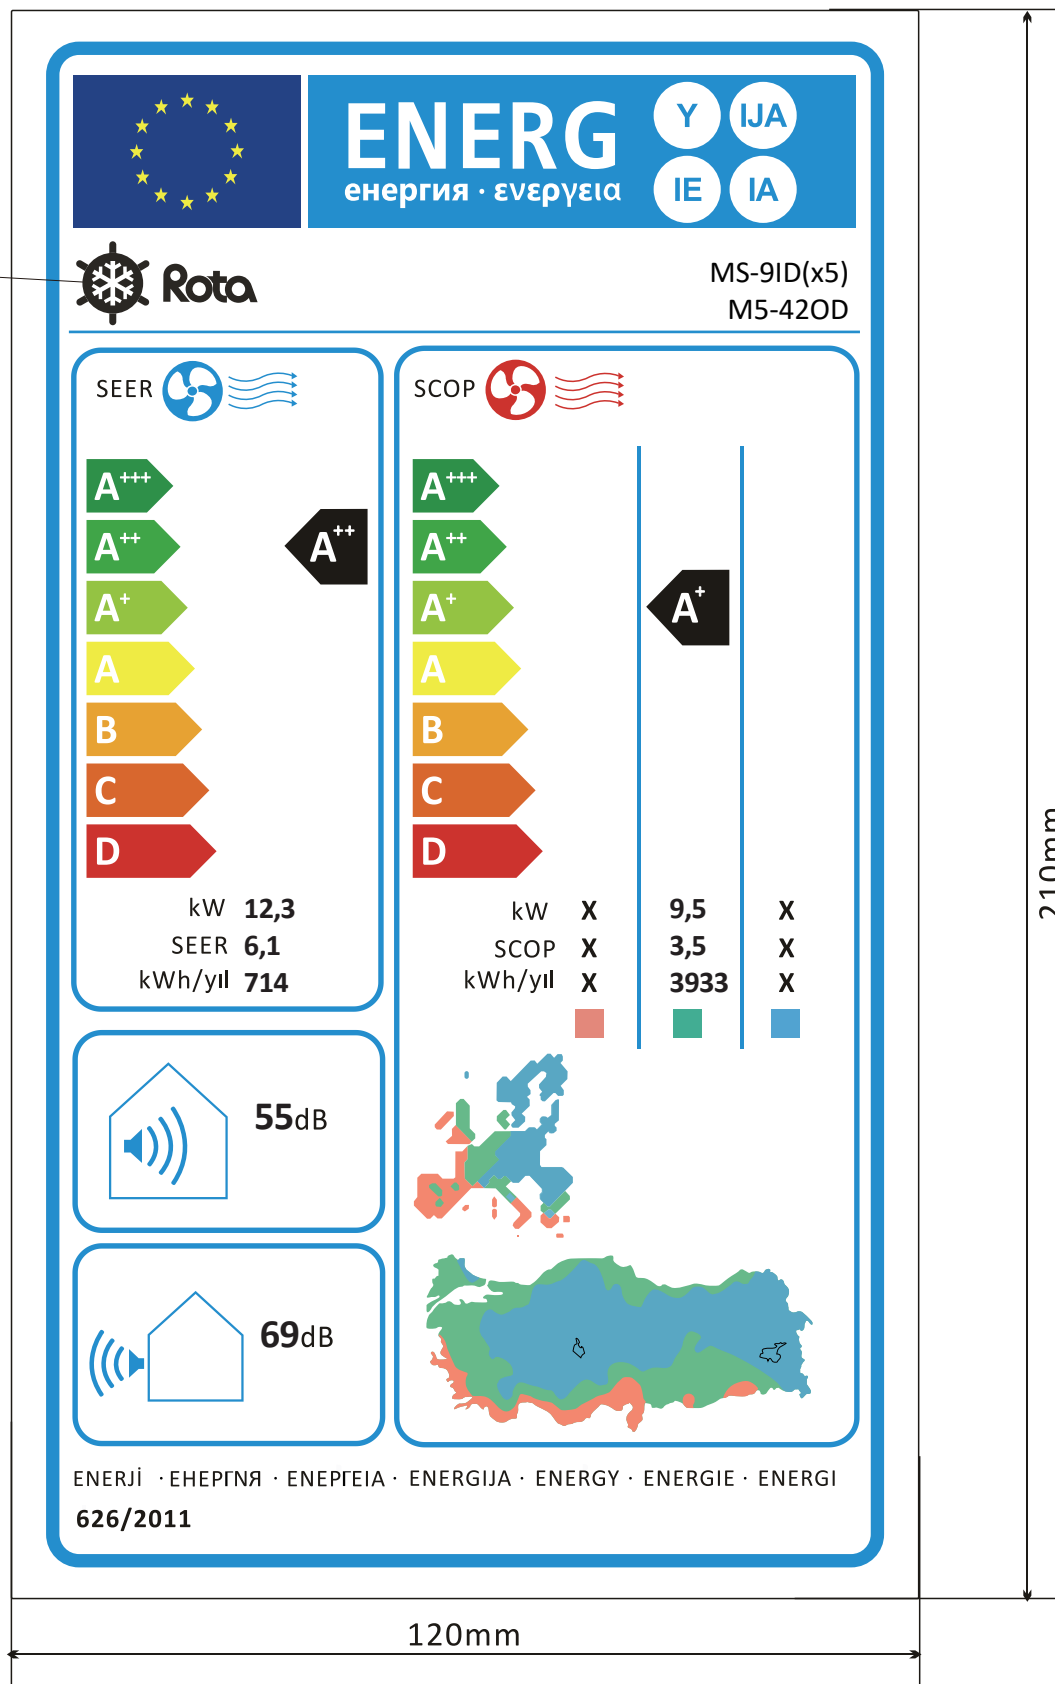 ENERG
енергия · ενεργεια
Y IJA
IE IA
Rota
MS-9ID(x5)
M5-42OD
SEER
A+++
A++
A+
A
B
C
D
A++
kW 12,3
SEER 6,1
kWh/yıl 714
SCOP
A+++
A++
A+
A
B
C
D
A+
kW X 9,5 X
SCOP X 3,5 X
kWh/yıl X 3933 X
55dB
69dB
ENERJİ · ЕНЕРГNЯ · ΕΝΕΡΓΕΙΑ · ENERGIJA · ENERGY · ENERGIE · ENERGI
626/2011
120mm
210mm